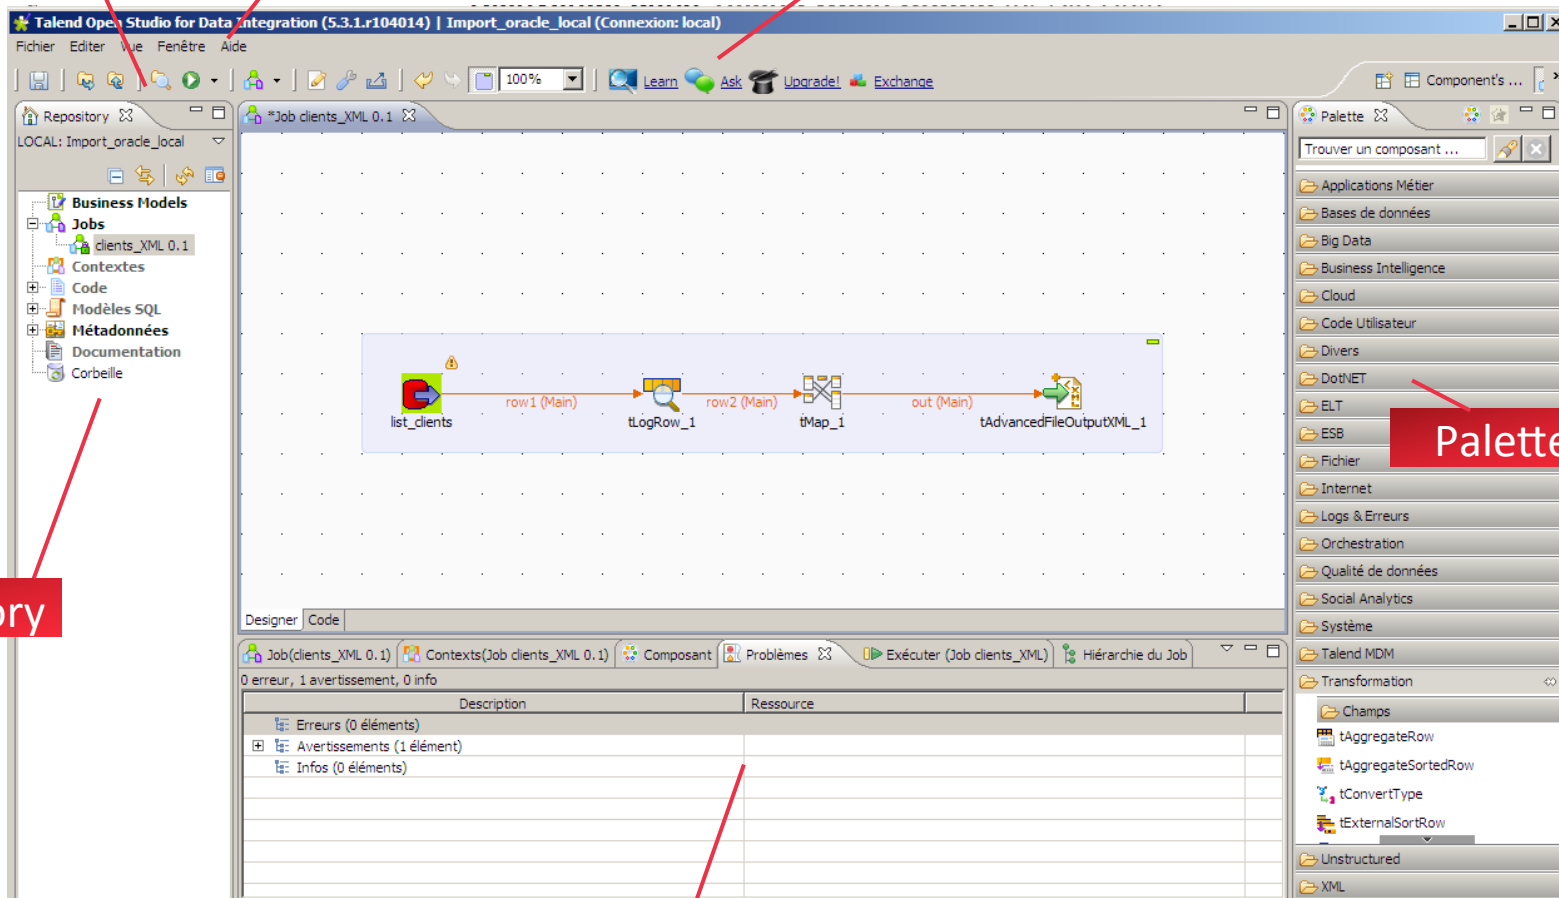 Talend Open Studio for Data Integration (5.3.1.r104014) | Import_oracle_local (Connexion: local)
Fichier Editer Vue Fenêtre Aide
100% Learn Ask Upgrade! Exchange Component's ...
Repository
LOCAL: Import_oracle_local
Business Models
Jobs
clients_XML 0.1
Contextes
Code
Modèles SQL
Métadonnées
Documentation
Corbeille
ory
*Job clients_XML 0.1
row1 (Main) row2 (Main) out (Main)
list_clients tLogRow_1 tMap_1 tAdvancedFileOutputXML_1
Designer Code
Job(clients_XML 0.1) Contexts(Job clients_XML 0.1) Composant Problèmes Exécuter (Job clients_XML) Hiérarchie du Job
0 erreur, 1 avertissement, 0 info
Description Ressource
Erreurs (0 éléments)
Avertissements (1 élément)
Infos (0 éléments)
Palette
Trouver un composant ...
Applications Métier
Bases de données
Big Data
Business Intelligence
Cloud
Code Utilisateur
Divers
DotNET
ELT
ESB
Palette
Fichier
Internet
Logs & Erreurs
Orchestration
Qualité de données
Social Analytics
Système
Talend MDM
Transformation
Champs
tAggregateRow
tAggregateSortedRow
tConvertType
tExternalSortRow
Unstructured
XML